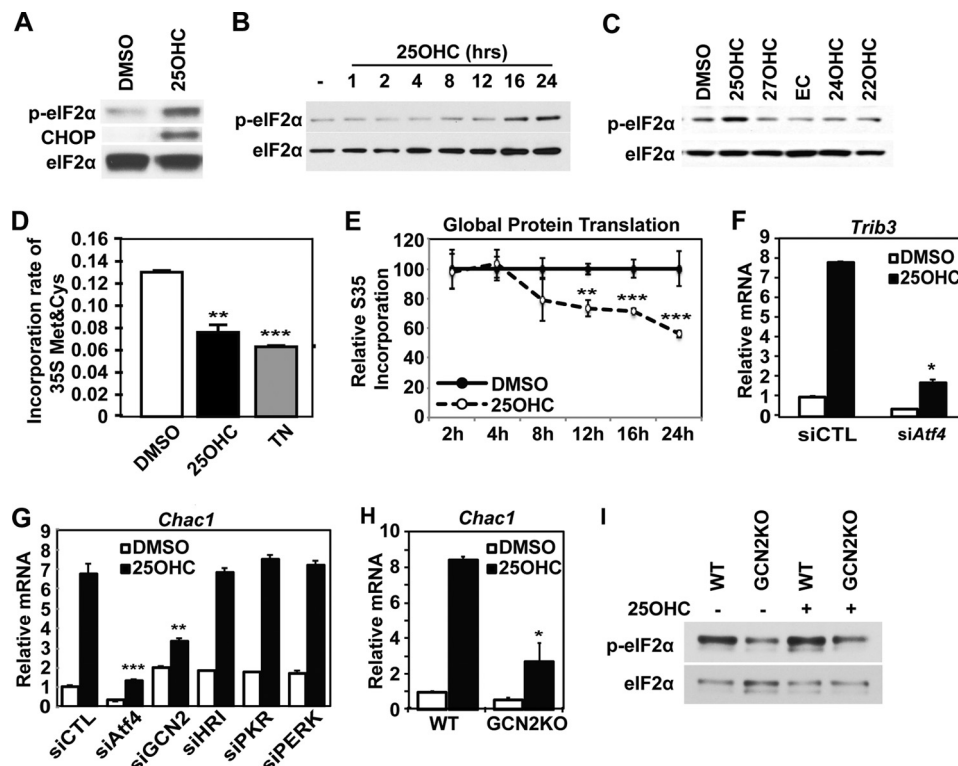 A
DMSO
25OHC
p-eIF2α
CHOP
eIF2α
B
25OHC (hrs)
- 1 2 4 8 12 16 24
p-eIF2α
eIF2α
C
DMSO
25OHC
27OHC
EC
24OHC
22OHC
p-eIF2α
eIF2α
D
Incorporation rate of
35S Met&Cys
0.16
0.14
0.12
0.10
0.08
0.06
0.04
0.02
0
**
***
DMSO
25OHC
TN
E
Global Protein Translation
Relative S35
Incorporation
120
100
80
60
40
20
0
**
***
***
DMSO
25OHC
2h 4h 8h 12h 16h 24h
F
Trib3
Relative mRNA
8
7
6
5
4
3
2
1
0
DMSO
25OHC
*
siCTL siAtf4
G
Chac1
Relative mRNA
8
7
6
5
4
3
2
1
0
DMSO
25OHC
***
**
siCTL
siAtf4
siGCN2
siHRI
siPKR
siPERK
H
Chac1
Relative mRNA
10
8
6
4
2
0
DMSO
25OHC
*
WT GCN2KO
I
WT
GCN2KO
WT
GCN2KO
25OHC - - + +
p-eIF2α
eIF2α